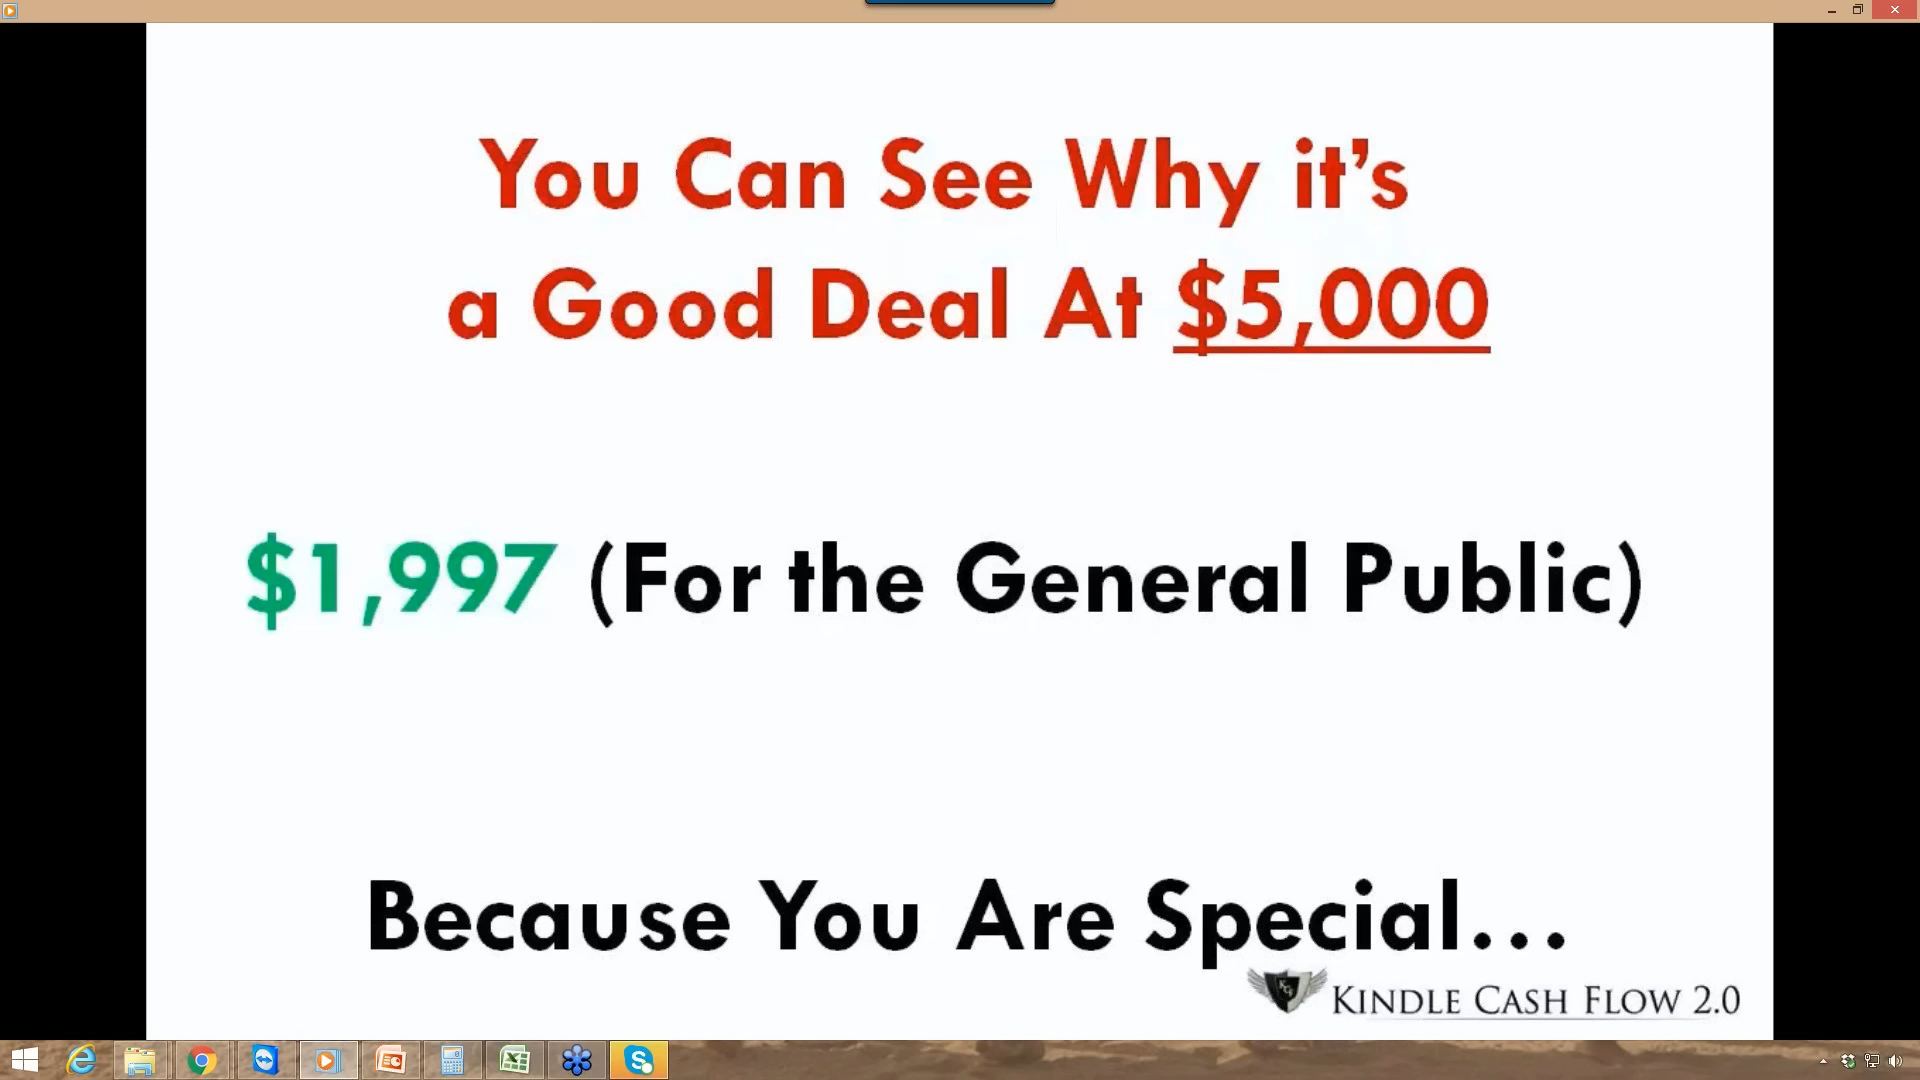 You Can See Why it's
a Good Deal At $5,000
$1,997 (For the General Public)
Because You Are Special...
KINDLE CASH FLOW 2.0